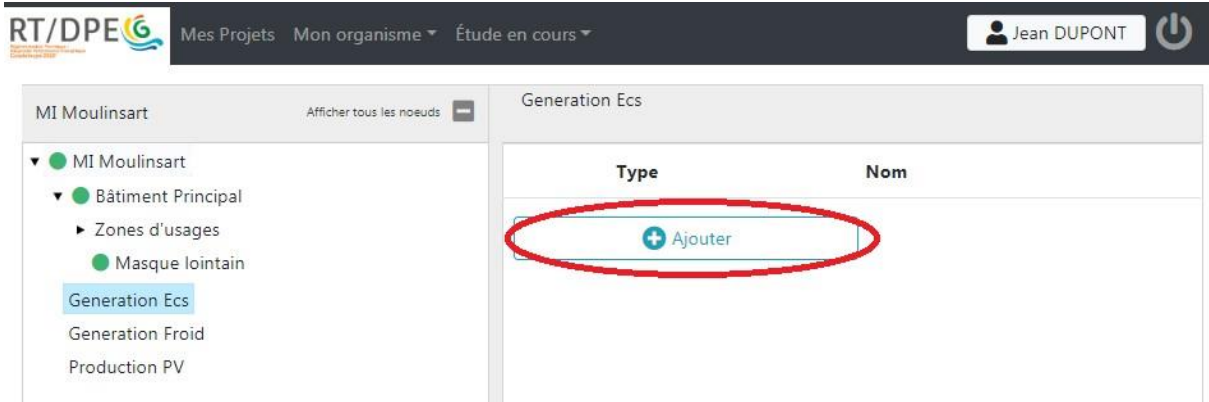 RT/DPE
Mes Projets Mon organisme Étude en cours
Jean DUPONT
MI Moulinsart Afficher tous les noeuds
MI Moulinsart
Bâtiment Principal
Zones d'usages
Masque lointain
Generation Ecs
Generation Froid
Production PV
Generation Ecs
Type Nom
Ajouter